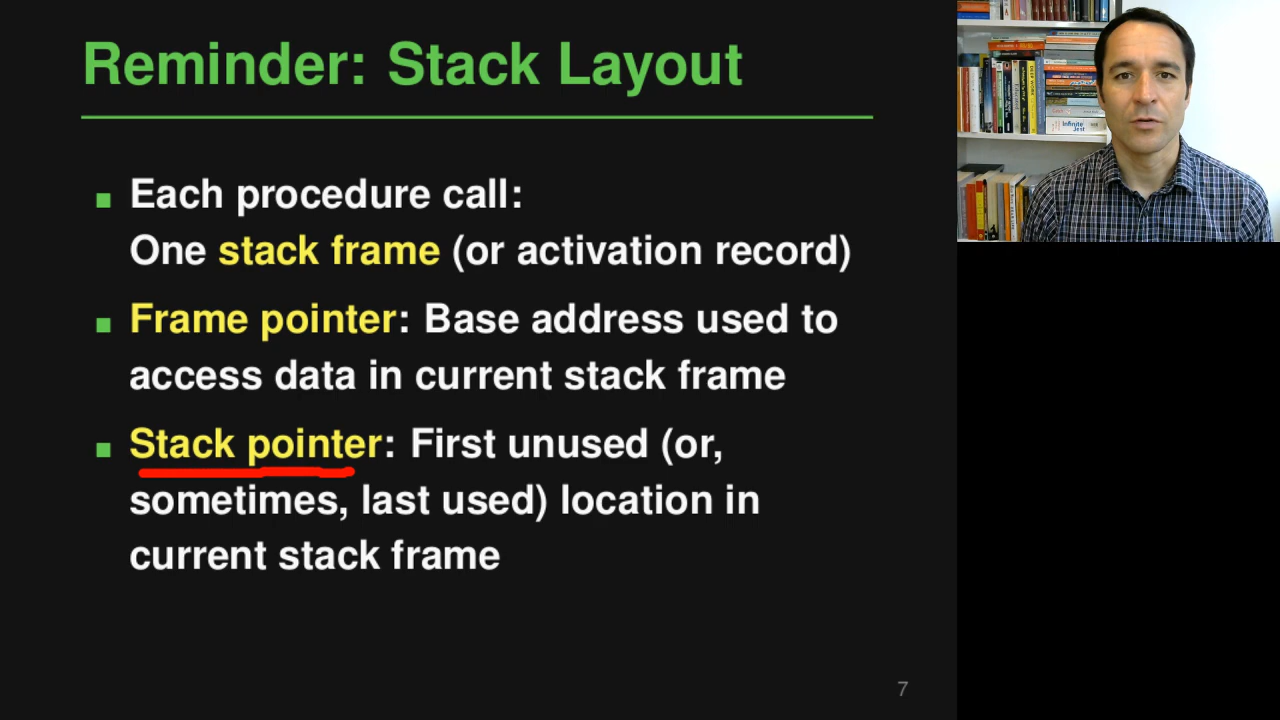 Reminder: Stack Layout
Each procedure call:
One stack frame (or activation record)
Frame pointer: Base address used to
access data in current stack frame
Stack pointer: First unused (or,
sometimes, last used) location in
current stack frame
7
Infinite
Jest